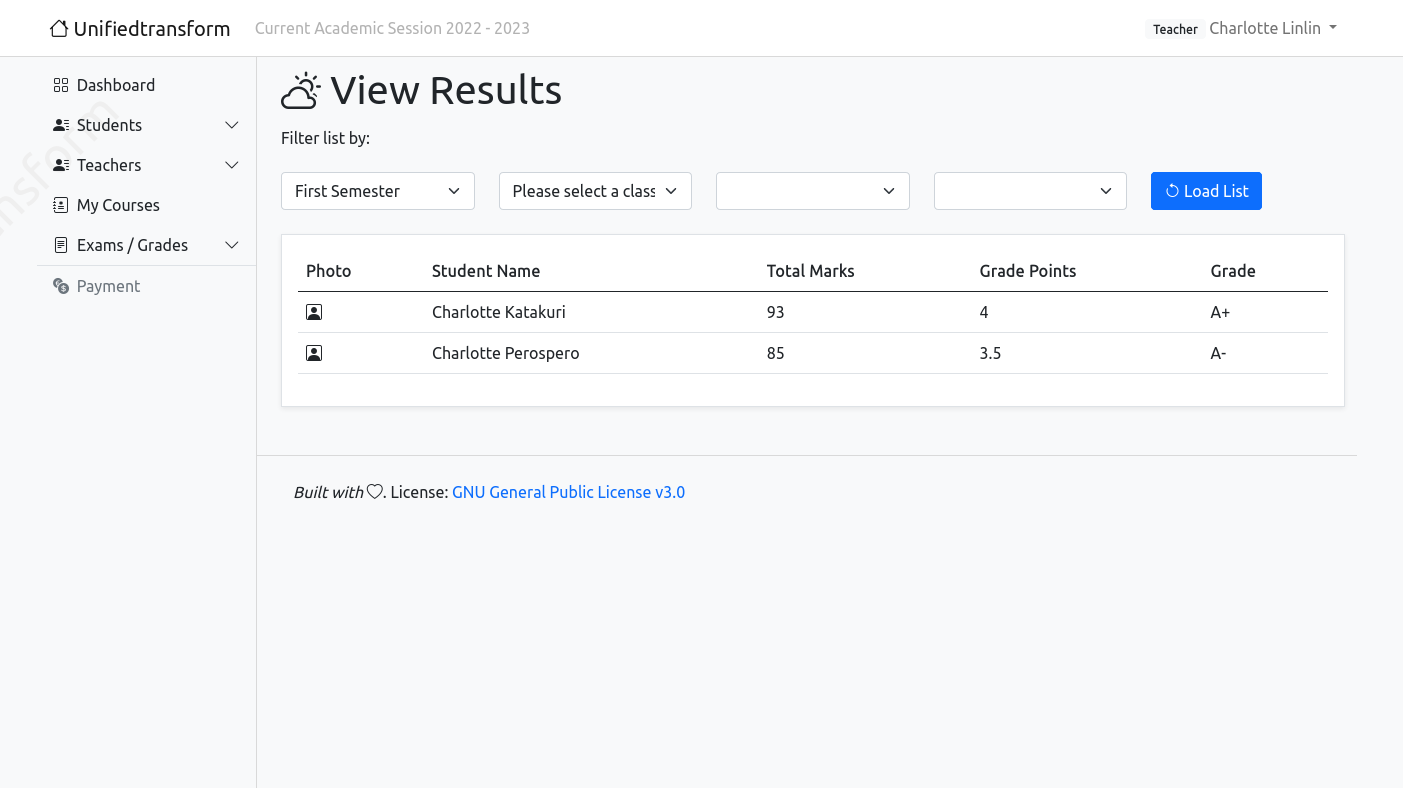 Unifiedtransform Current Academic Session 2022 - 2023 Teacher Charlotte Linlin
Dashboard
Students
Teachers
My Courses
Exams / Grades
Payment
View Results
Filter list by:
First Semester Please select a class Load List
Photo Student Name Total Marks Grade Points Grade
Charlotte Katakuri 93 4 A+
Charlotte Perospero 85 3.5 A-
Built with . License: GNU General Public License v3.0
nsform